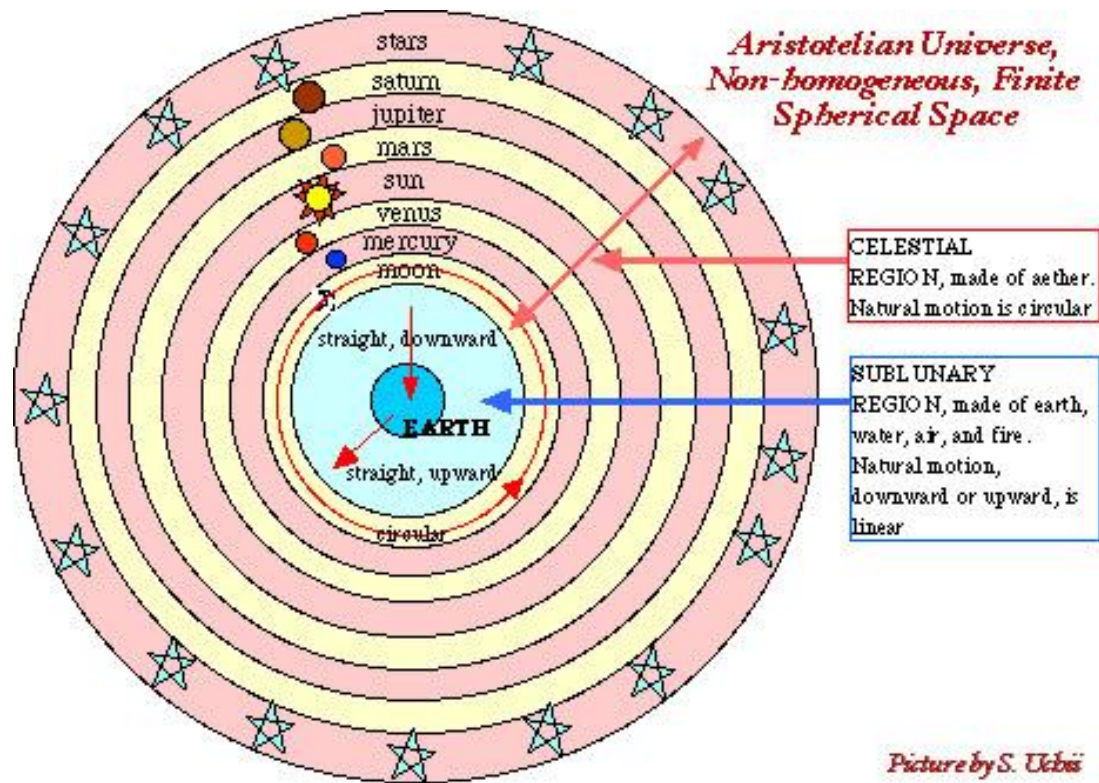 Aristotelian Universe,
Non-homogeneous, Finite
Spherical Space
stars
saturn
jupiter
mars
sun
venus
mercury
moon
straight, downward
EARTH
straight, upward
circular
CELESTIAL
REGION, made of aether.
Natural motion is circular
SUBLUNARY
REGION, made of earth,
water, air, and fire.
Natural motion,
downward or upward, is
linear
Picture by S. Uchii